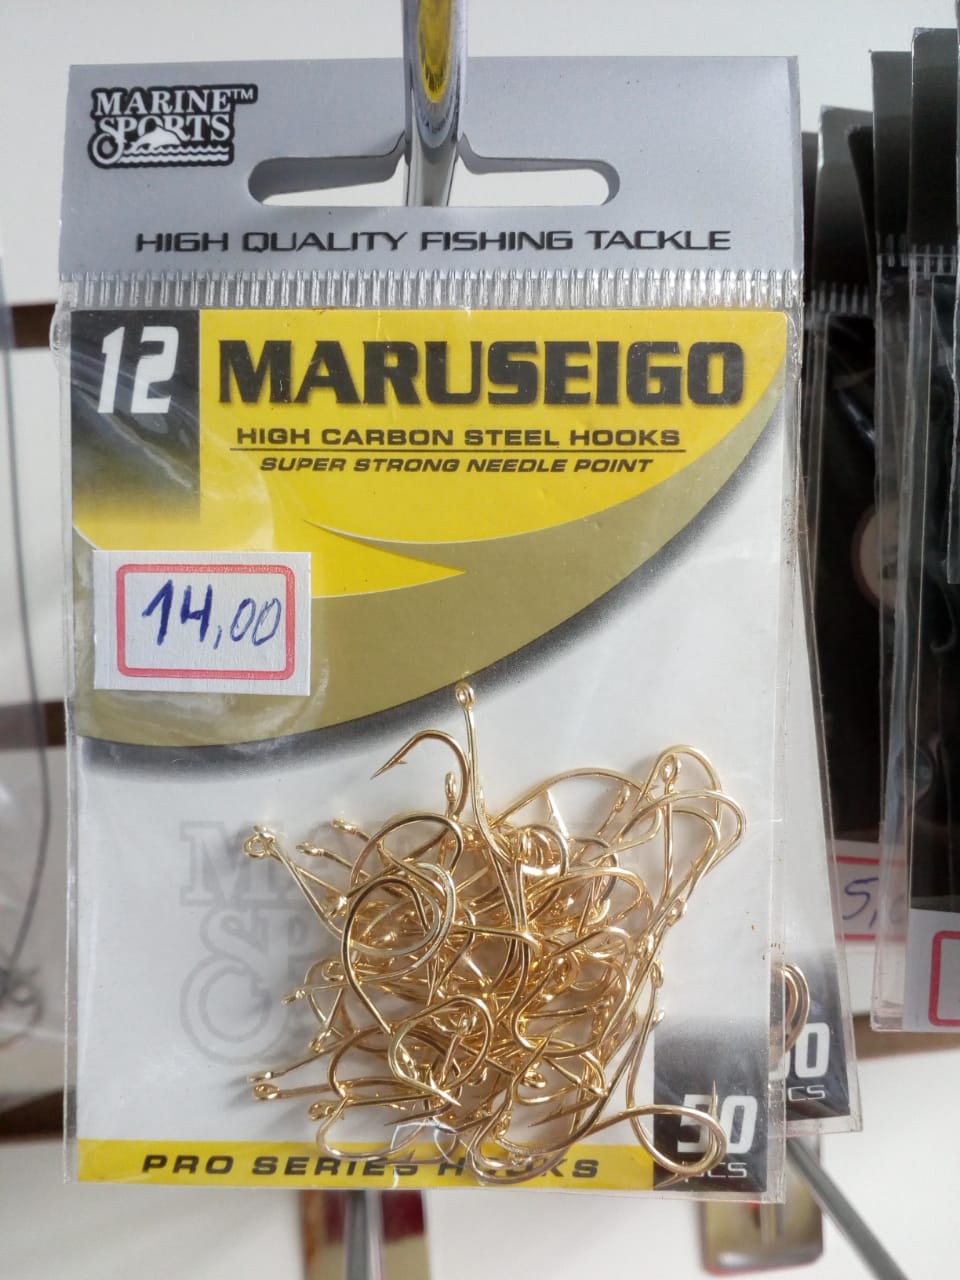 MARINE™
SPORTS
HIGH QUALITY FISHING TACKLE
12
MARUSEIGO
HIGH CARBON STEEL HOOKS
SUPER STRONG NEEDLE POINT
14,00
50
PCS
PRO SERIES HOOKS